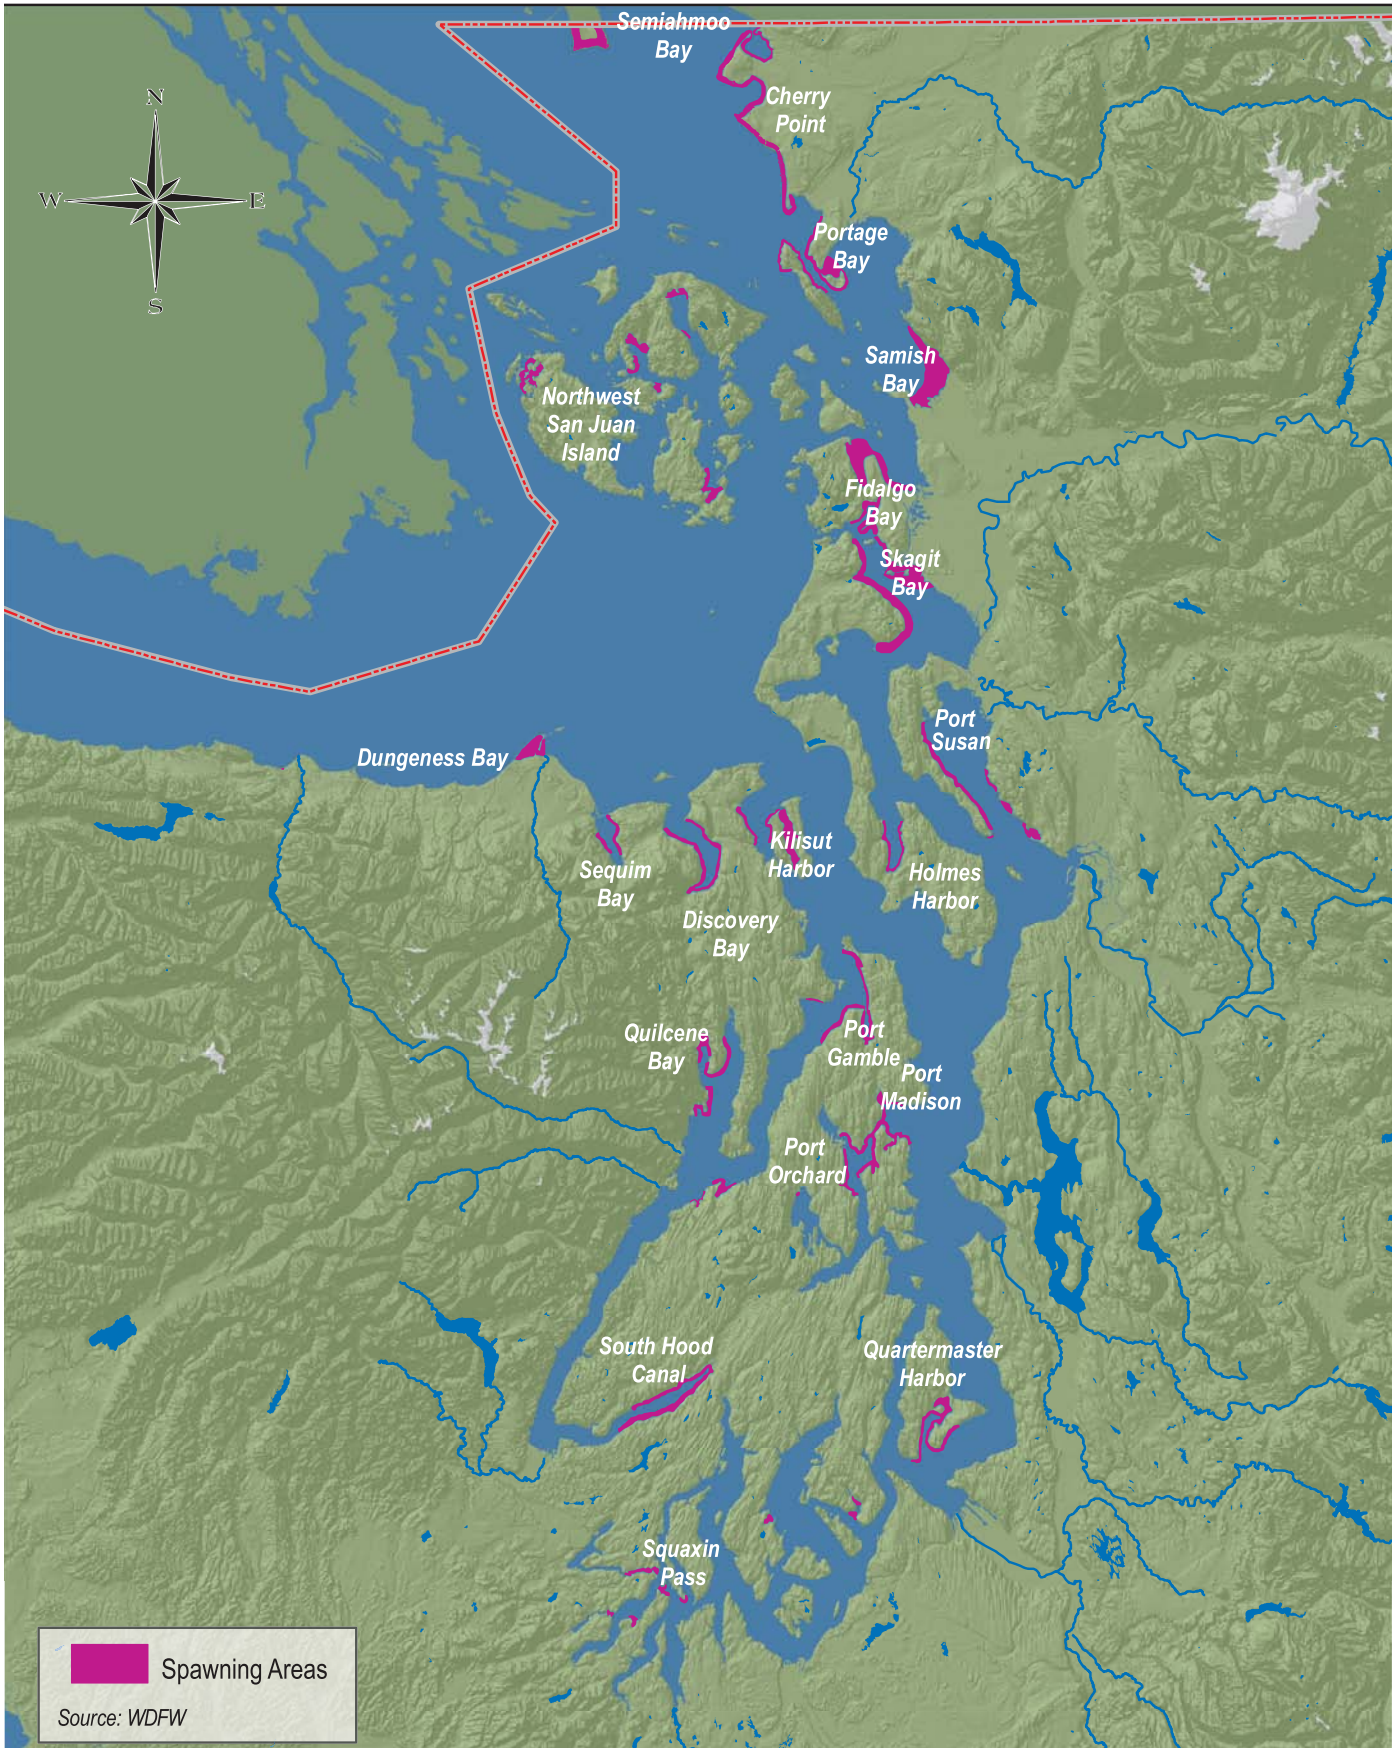 Semiahmoo
Bay
Cherry
Point
N
W
E
S
Portage
Bay
Samish
Bay
Northwest
San Juan
Island
Fidalgo
Bay
Skagit
Bay
Port
Susan
Dungeness Bay
Kilisut
Harbor
Sequim
Bay
Holmes
Harbor
Discovery
Bay
Quilcene
Bay
Port
Gamble
Port
Madison
Port
Orchard
South Hood
Canal
Quartermaster
Harbor
Squaxin
Pass
Spawning Areas
Source: WDFW